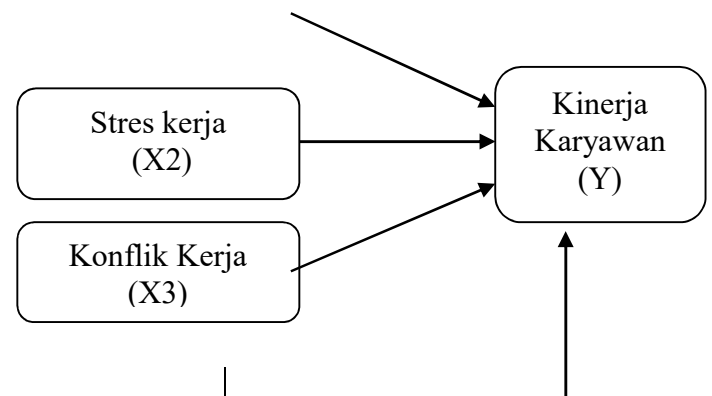 Stres kerja
(X2)
Konflik Kerja
(X3)
Kinerja
Karyawan
(Y)